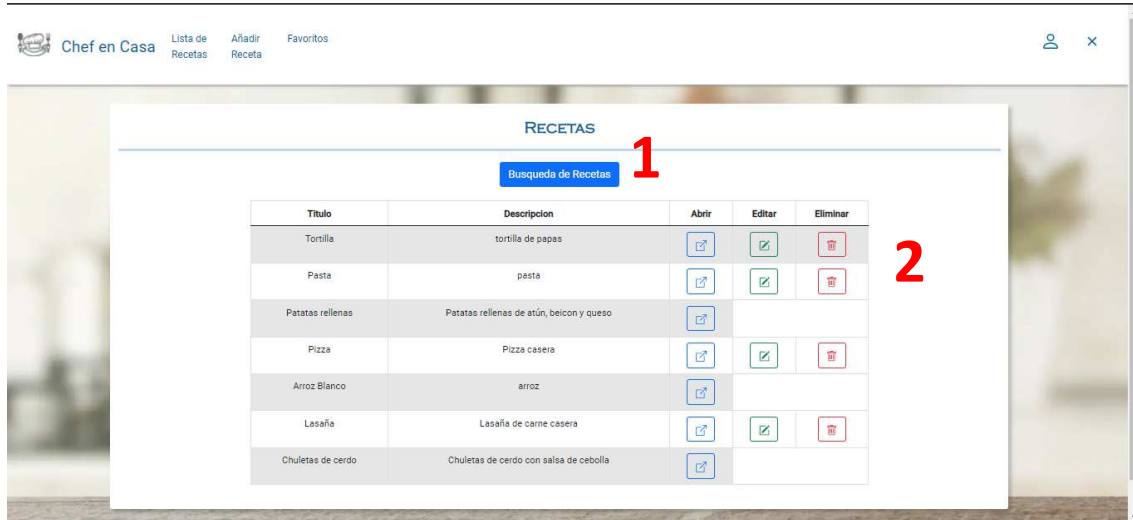 Chef en Casa
Lista de
Recetas
Añadir
Receta
Favoritos
RECETAS
1
Busqueda de Recetas
Titulo Descripcion Abrir Editar Eliminar
Tortilla tortilla de papas
2
Pasta pasta
Patatas rellenas Patatas rellenas de atún, beicon y queso
Pizza Pizza casera
Arroz Blanco arroz
Lasaña Lasaña de carne casera
Chuletas de cerdo Chuletas de cerdo con salsa de cebolla